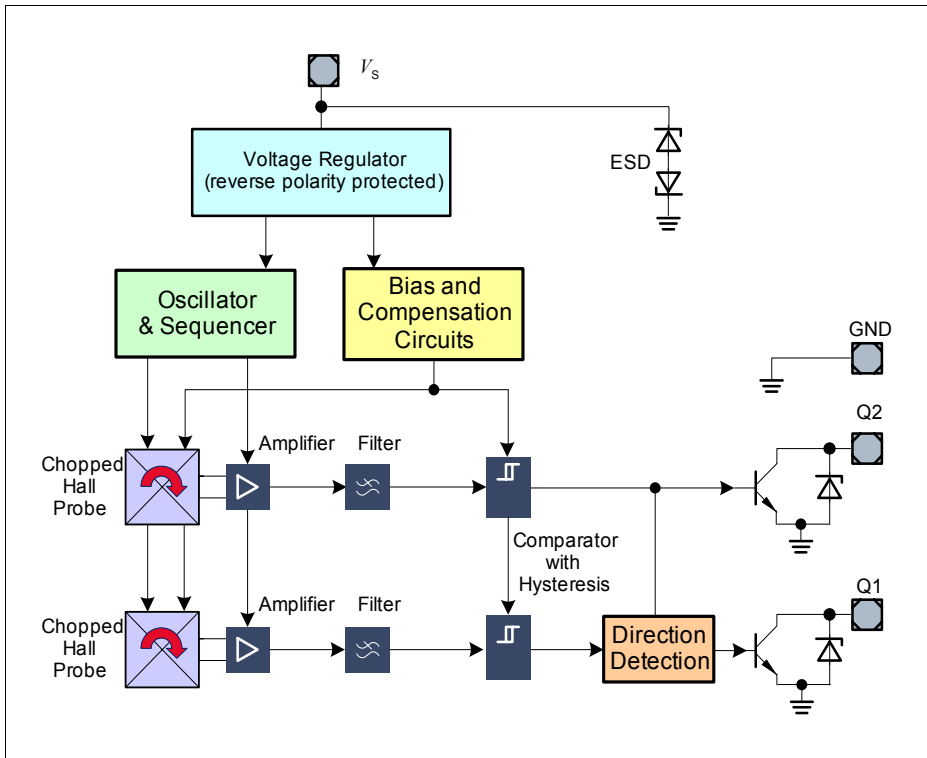 VS
Voltage Regulator
(reverse polarity protected)
ESD
Oscillator
& Sequencer
Bias and
Compensation
Circuits
GND
Q2
Amplifier
Filter
Chopped
Hall
Probe
Comparator
with
Hysteresis
Q1
Amplifier
Filter
Chopped
Hall
Probe
Direction
Detection